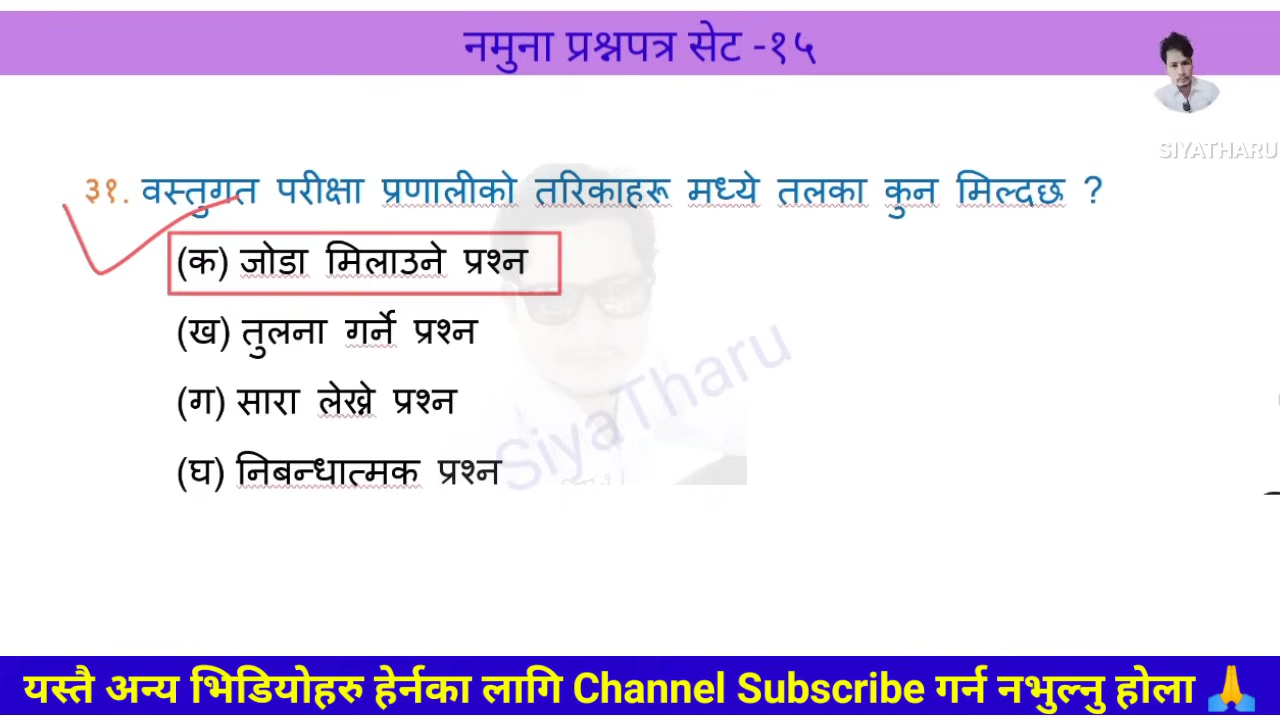 नमुना प्रश्नपत्र सेट -१५
SIYATHARU
३१. वस्तुगत परीक्षा प्रणालीको तरिकाहरू मध्ये तलका कुन मिल्दछ ?
(क) जोडा मिलाउने प्रश्न
(ख) तुलना गर्ने प्रश्न
(ग) सारा लेख्ने प्रश्न
(घ) निबन्धात्मक प्रश्न
SiyaTharu
यस्तै अन्य भिडियोहरु हेर्नका लागि Channel Subscribe गर्न नभुल्नु होला 🙏